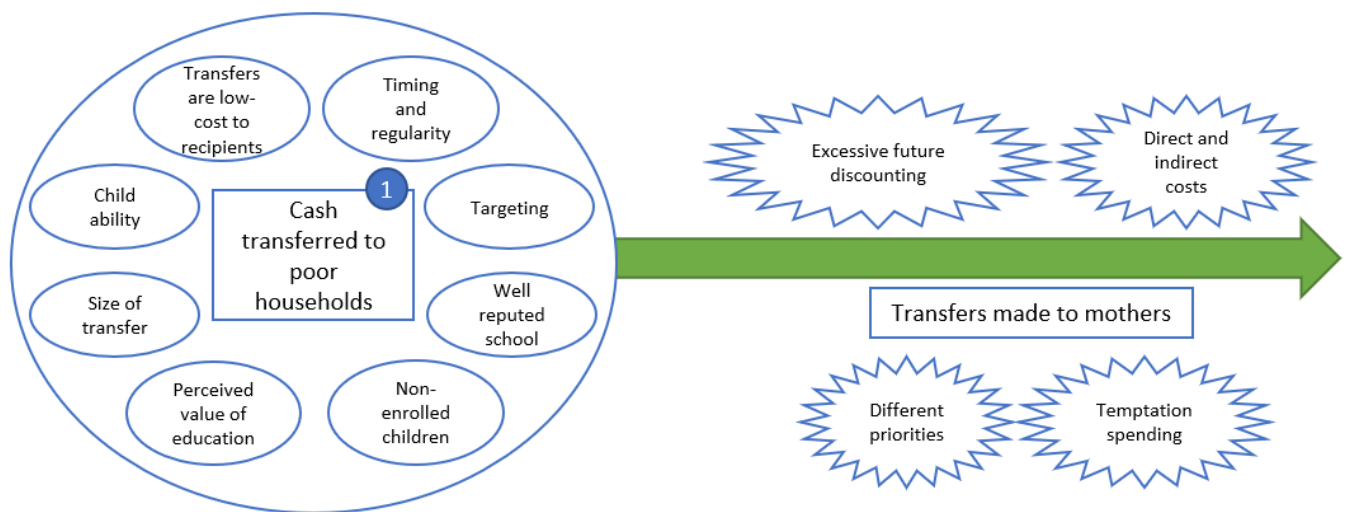 Transfers
are low-
cost to
recipients
Timing
and
regularity
Child
ability
1
Cash
transferred to
poor
households
Targeting
Size of
transfer
Well
reputed
school
Perceived
value of
education
Non-
enrolled
children
Excessive future
discounting
Direct and
indirect
costs
Transfers made to mothers
Different
priorities
Temptation
spending